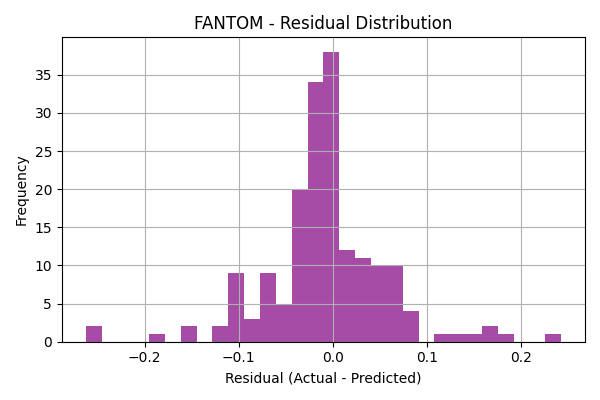 FANTOM - Residual Distribution
Frequency
35
30
25
20
15
10
5
0
−0.2 −0.1 0.0 0.1 0.2
Residual (Actual - Predicted)